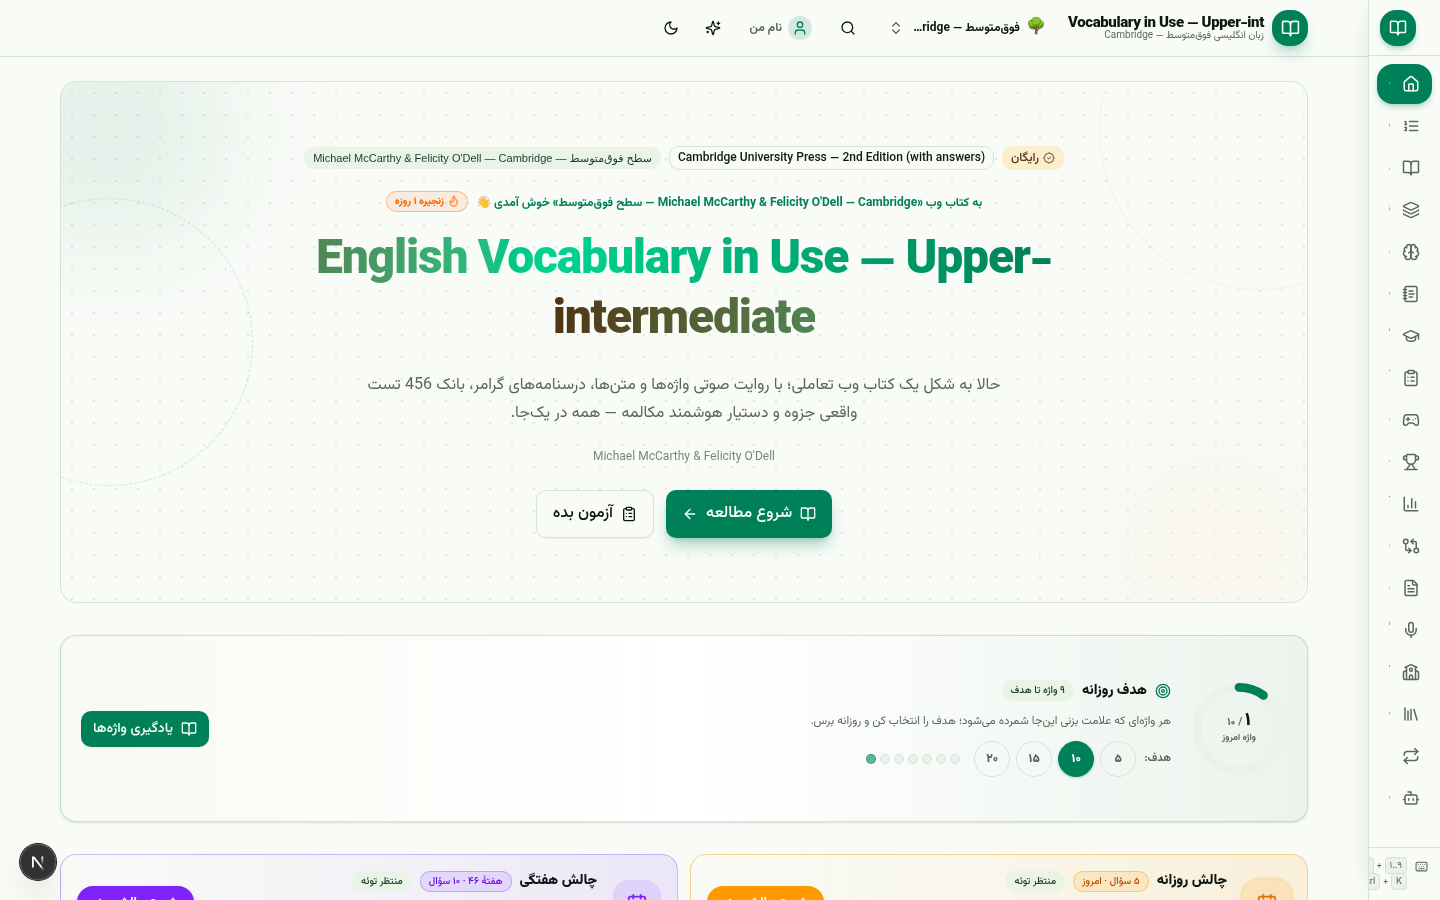 Vocabulary in Use — Upper-int
زبان انگلیسی فوق‌متوسط — Cambridge
فوق‌متوسط — ridge...
نام من
رایگان
Cambridge University Press — 2nd Edition (with answers)
Michael McCarthy & Felicity O'Dell — Cambridge — سطح فوق‌متوسط
به کتاب وب «Michael McCarthy & Felicity O'Dell — Cambridge — سطح فوق‌متوسط» خوش آمدی 👋
زنجیره ۱ روزه
English Vocabulary in Use — Upper-
intermediate
حالا به شکل یک کتاب وب تعاملی؛ با روایت صوتی واژه‌ها و متن‌ها، درسنامه‌های گرامر، بانک 456 تست
واقعی جزوه و دستیار هوشمند مکالمه — همه در یک‌جا.
Michael McCarthy & Felicity O'Dell
شروع مطالعه
آزمون بده
هدف روزانه
۹ واژه تا هدف
هر واژه‌ای که علامت بزنی این‌جا شمرده می‌شود؛ هدف را انتخاب کن و روزانه برس.
۱ / ۱۰
واژه امروز
هدف:
۵
۱۰
۱۵
۲۰
یادگیری واژه‌ها
چالش روزانه
۵ سؤال · امروز
منتظر توئه
چالش هفتگی
هفتهٔ ۴۶ · ۱۰ سؤال
منتظر توئه
+ ۱..۹
+ K
N